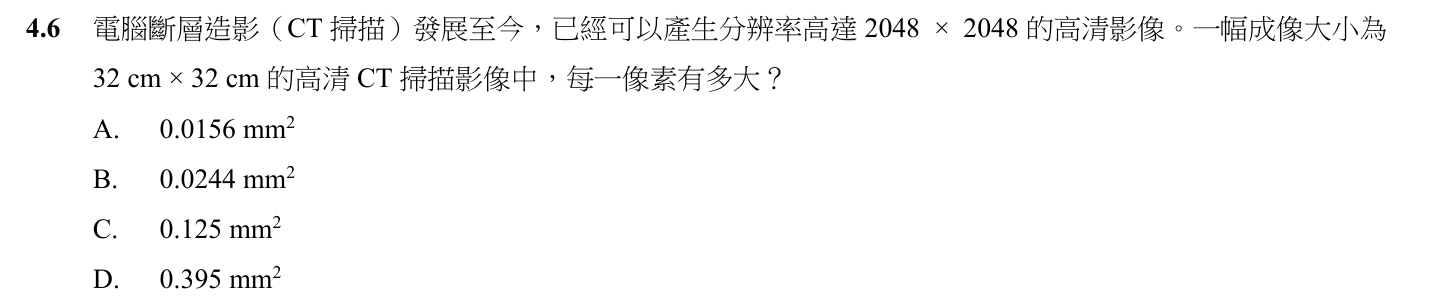 4.6 電腦斷層造影（CT 掃描）發展至今，已經可以產生分辨率高達 2048 × 2048 的高清影像。一幅成像大小為
32 cm × 32 cm 的高清 CT 掃描影像中，每一像素有多大？
A. 0.0156 mm²
B. 0.0244 mm²
C. 0.125 mm²
D. 0.395 mm²